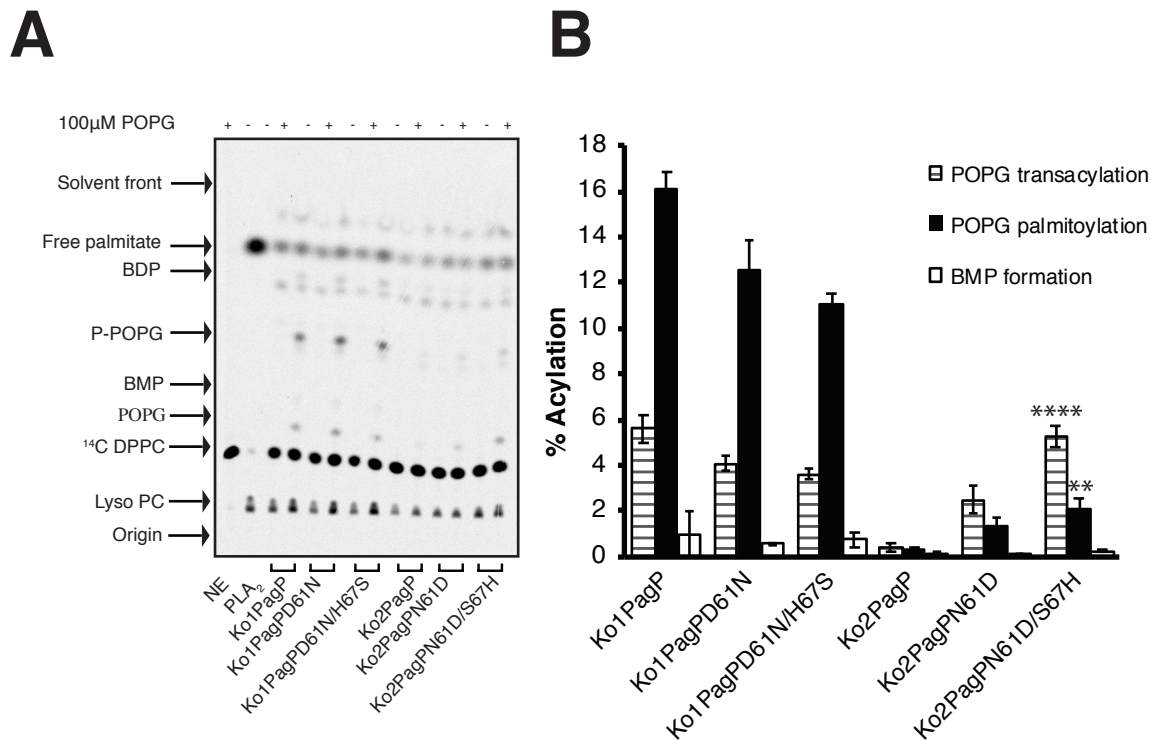 A
100µM POPG
+ - - + - + - + - + - + - +
Solvent front
Free palmitate
BDP
P-POPG
BMP
POPG
¹⁴C DPPC
Lyso PC
Origin
NE
PLA₂
Ko1PagP
Ko1PagPD61N
Ko1PagPD61N/H67S
Ko2PagP
Ko2PagPN61D
Ko2PagPN61D/S67H
B
% Acylation
18
16
14
12
10
8
6
4
2
0
POPG transacylation
POPG palmitoylation
BMP formation
****
**
Ko1PagP
Ko1PagPD61N
Ko1PagPD61N/H67S
Ko2PagP
Ko2PagPN61D
Ko2PagPN61D/S67H